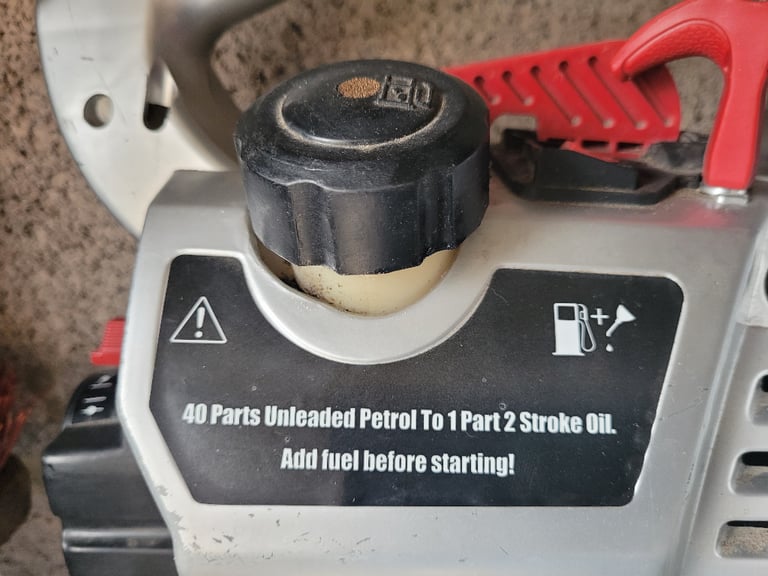 40 Parts Unleaded Petrol To 1 Part 2 Stroke Oil.
Add fuel before starting!